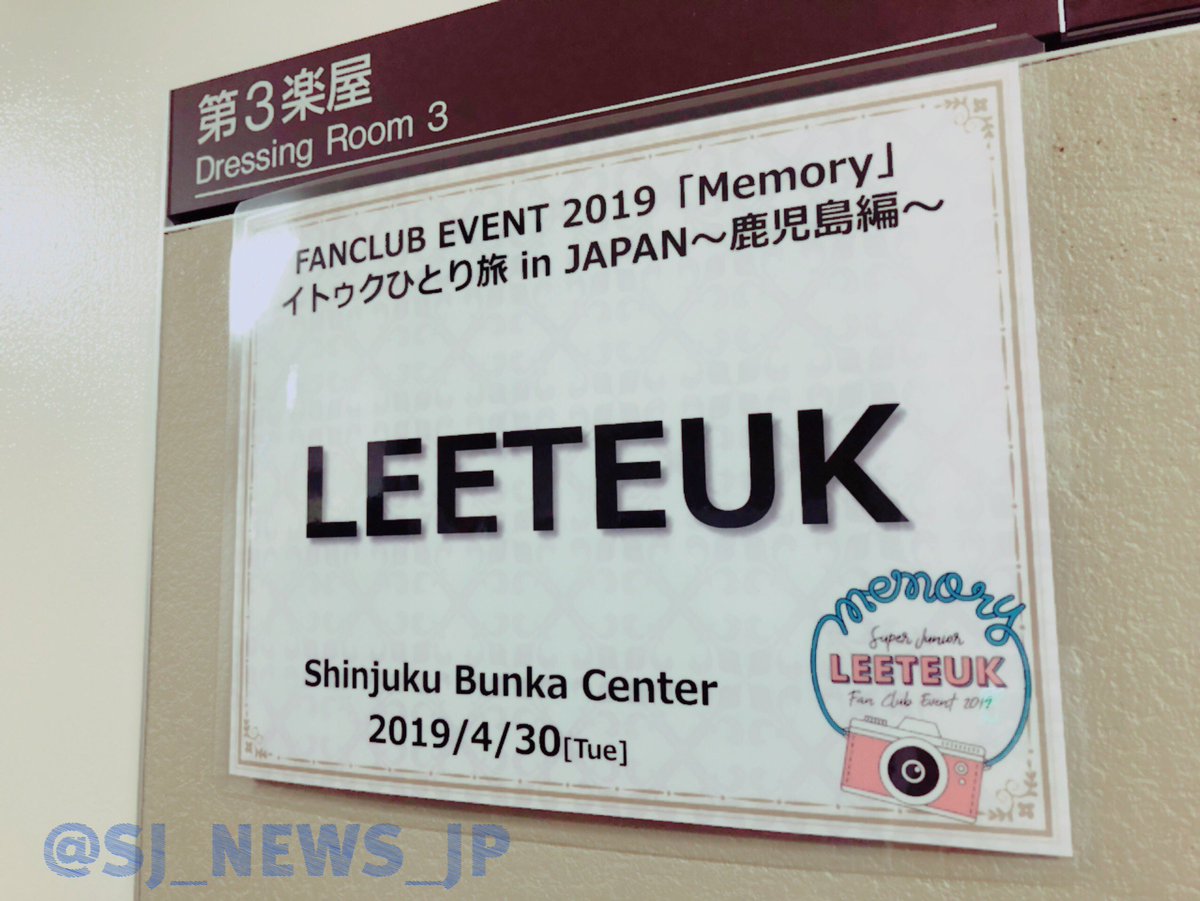 第3楽屋
Dressing Room 3
FANCLUB EVENT 2019「Memory」
イトゥクひとり旅 in JAPAN～鹿児島編～
LEETEUK
Shinjuku Bunka Center
2019/4/30[Tue]
memory
Super Junior
LEETEUK
Fan Club Event 2019
@SJ_NEWS_JP